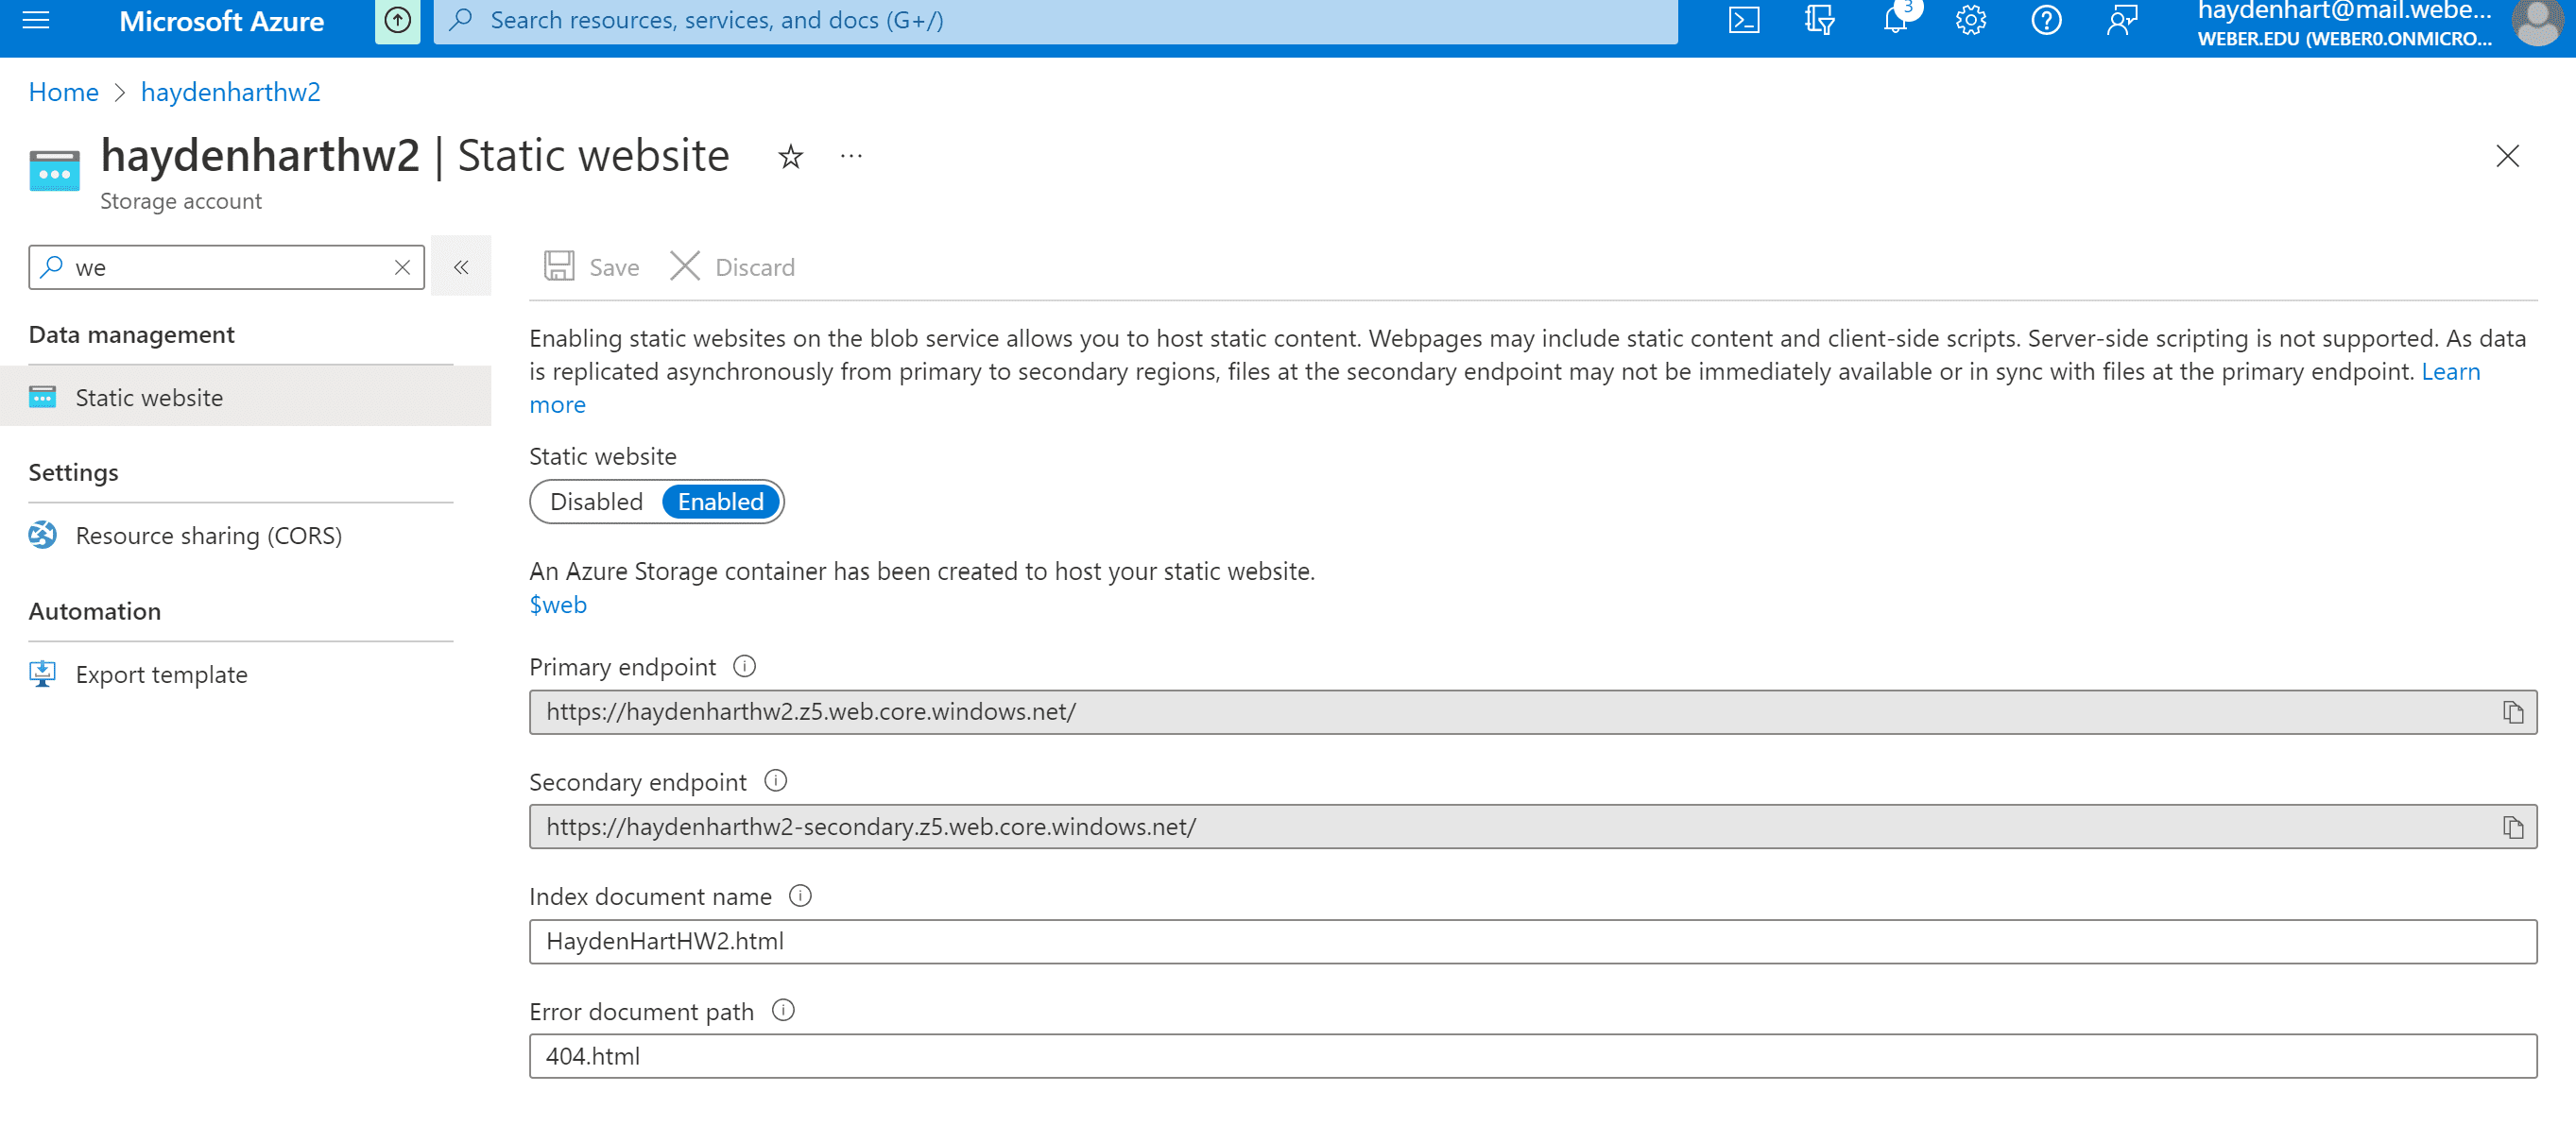 Microsoft Azure
Search resources, services, and docs (G+/)
3
haydenhart@mail.webe...
WEBER.EDU (WEBER0.ONMICRO...
Home > haydenharthw2
haydenharthw2 | Static website
Storage account
we
Data management
Static website
Settings
Resource sharing (CORS)
Automation
Export template
Save
Discard
Enabling static websites on the blob service allows you to host static content. Webpages may include static content and client-side scripts. Server-side scripting is not supported. As data
is replicated asynchronously from primary to secondary regions, files at the secondary endpoint may not be immediately available or in sync with files at the primary endpoint. Learn
more
Static website
Disabled Enabled
An Azure Storage container has been created to host your static website.
$web
Primary endpoint
https://haydenharthw2.z5.web.core.windows.net/
Secondary endpoint
https://haydenharthw2-secondary.z5.web.core.windows.net/
Index document name
HaydenHartHW2.html
Error document path
404.html